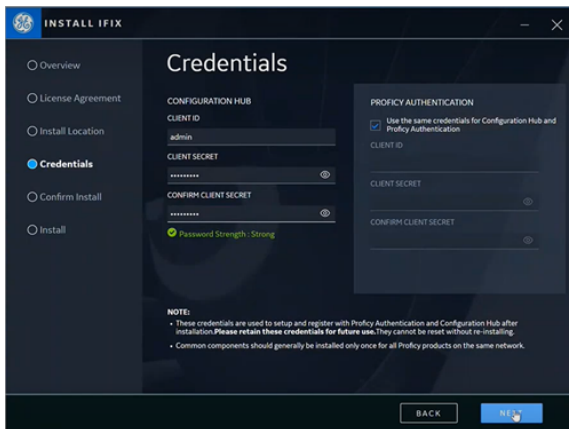 INSTALL IFIX
Overview
License Agreement
Install Location
Credentials
Confirm Install
Install
Credentials
CONFIGURATION HUB
CLIENT ID
admin
CLIENT SECRET
•••••••••
CONFIRM CLIENT SECRET
•••••••••
Password Strength : Strong
PROFICY AUTHENTICATION
Use the same credentials for Configuration Hub and
Proficy Authentication
CLIENT ID
CLIENT SECRET
CONFIRM CLIENT SECRET
NOTE:
• These credentials are used to setup and register with Proficy Authentication and Configuration Hub after
installation.Please retain these credentials for future use.They cannot be reset without re-installing.
• Common components should generally be installed only once for all Proficy products on the same network.
BACK
NEXT